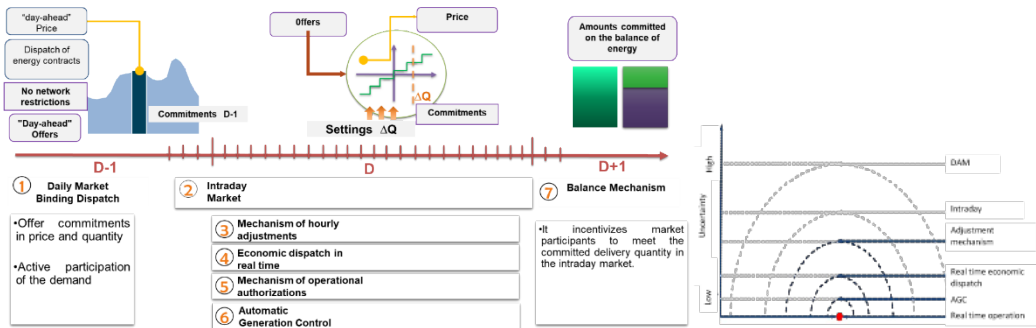 "day-ahead"
Price
Dispatch of
energy contracts
No network
restrictions
"Day-ahead"
Offers
Commitments D-1
Offers
Price
ΔQ
Commitments
Settings ΔQ
Amounts committed
on the balance of
energy
D-1
D
D+1
1
Daily Market
Binding Dispatch
•Offer commitments
in price and quantity
•Active participation
of the demand
2
Intraday
Market
3
Mechanism of hourly
adjustments
4
Economic dispatch in
real time
5
Mechanism of operational
authorizations
6
Automatic
Generation Control
7
Balance Mechanism
•It incentivizes market
participants to meet the
committed delivery quantity in
the intraday market.
High
Uncertainty
Low
DAM
Intraday
Adjustment
mechanism
Real time economic
dispatch
AGC
Real time operation